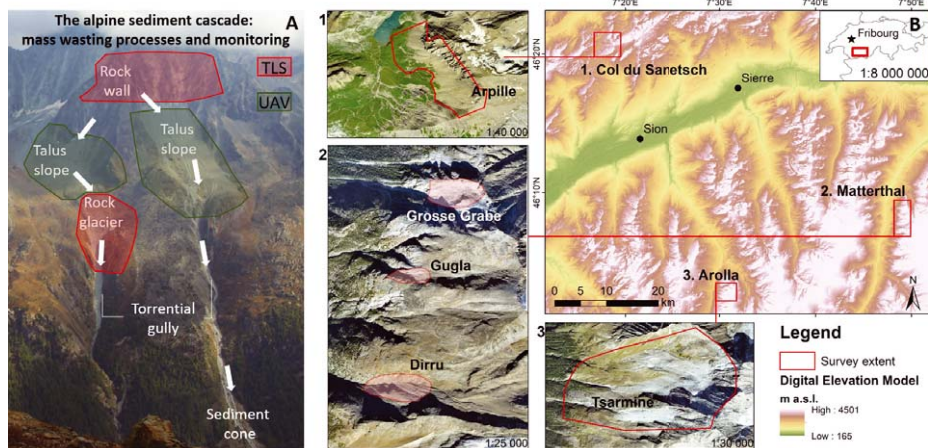 The alpine sediment cascade:
mass wasting processes and monitoring
A
TLS
UAV
Rock
wall
Talus
slope
Talus
slope
Rock
glacier
Torrential
gully
Sediment
cone
1
Arpille
1:40 000
2
Grosse Grabe
Gugla
Dirru
1:25 000
7°20'E
7°30'E
7°40'E
7°50'E
46°20'N
46°10'N
B
Fribourg
1:8 000 000
1. Col du Sanetsch
Sierre
Sion
2. Matterthal
3. Arolla
0 5 10 20
km
N
3
Tsarmine
1:30 000
Legend
Survey extent
Digital Elevation Model
m a.s.l.
High : 4501
Low : 165